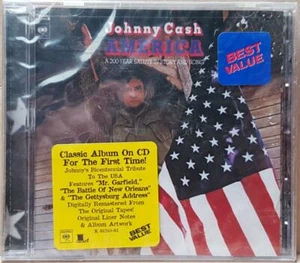 Johnny Cash
AMERICA
A 200-YEAR SALUTE IN STORY AND SONG
BEST
VALUE
Classic Album On CD
For The First Time!
Johnny's Bicentennial Tribute
To The USA
Features "Mr. Garfield,"
"The Battle Of New Orleans"
& "The Gettysburg Address"
Digitally Remastered From
The Original Tapes!
Original Liner Notes
& Album Artwork
BEST
VALUE